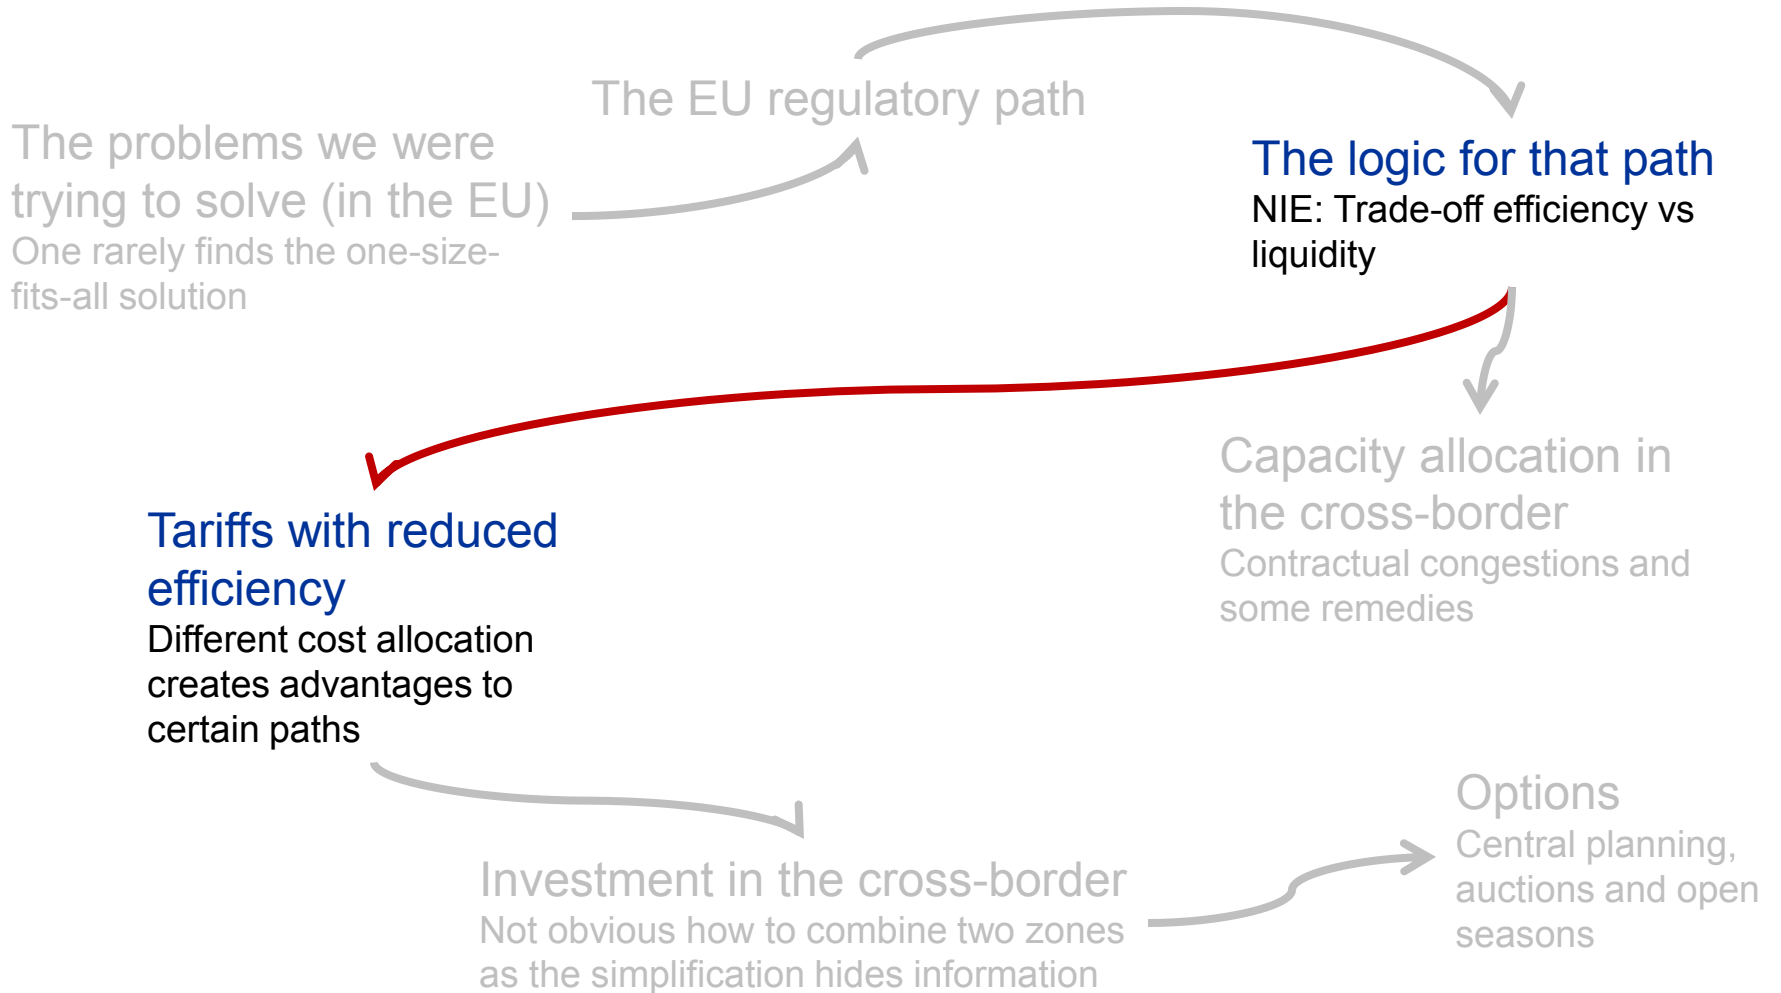 The problems we were
trying to solve (in the EU)
One rarely finds the one-size-
fits-all solution
The EU regulatory path
The logic for that path
NIE: Trade-off efficiency vs
liquidity
Capacity allocation in
the cross-border
Contractual congestions and
some remedies
Tariffs with reduced
efficiency
Different cost allocation
creates advantages to
certain paths
Investment in the cross-border
Not obvious how to combine two zones
as the simplification hides information
Options
Central planning,
auctions and open
seasons